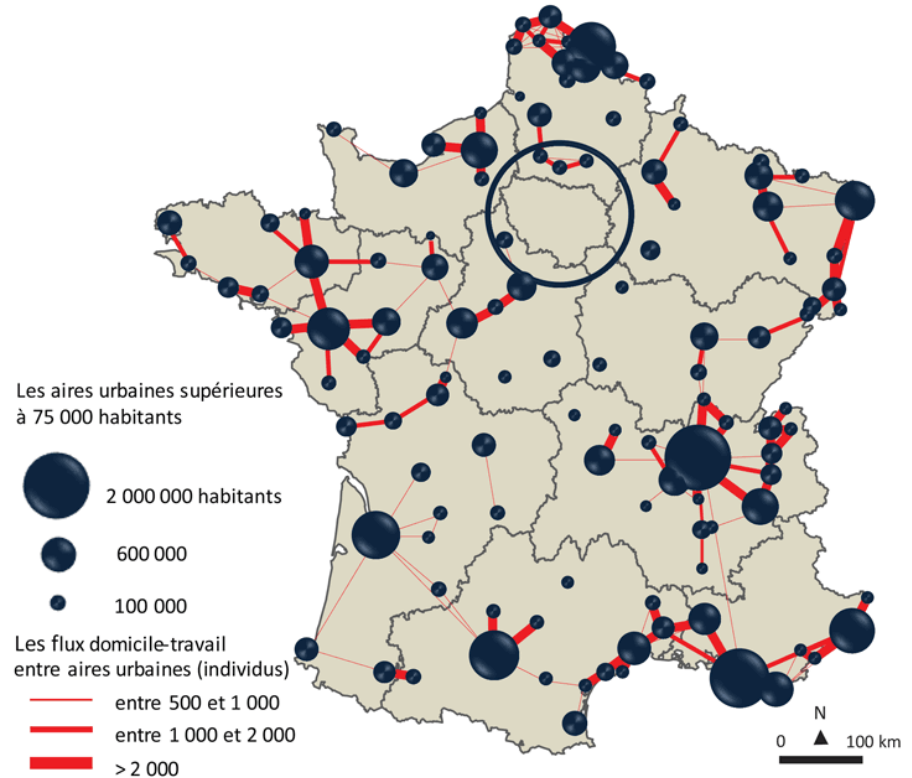 Les aires urbaines supérieures
à 75 000 habitants
2 000 000 habitants
600 000
100 000
Les flux domicile-travail
entre aires urbaines (individus)
entre 500 et 1 000
entre 1 000 et 2 000
> 2 000
N
0 100 km